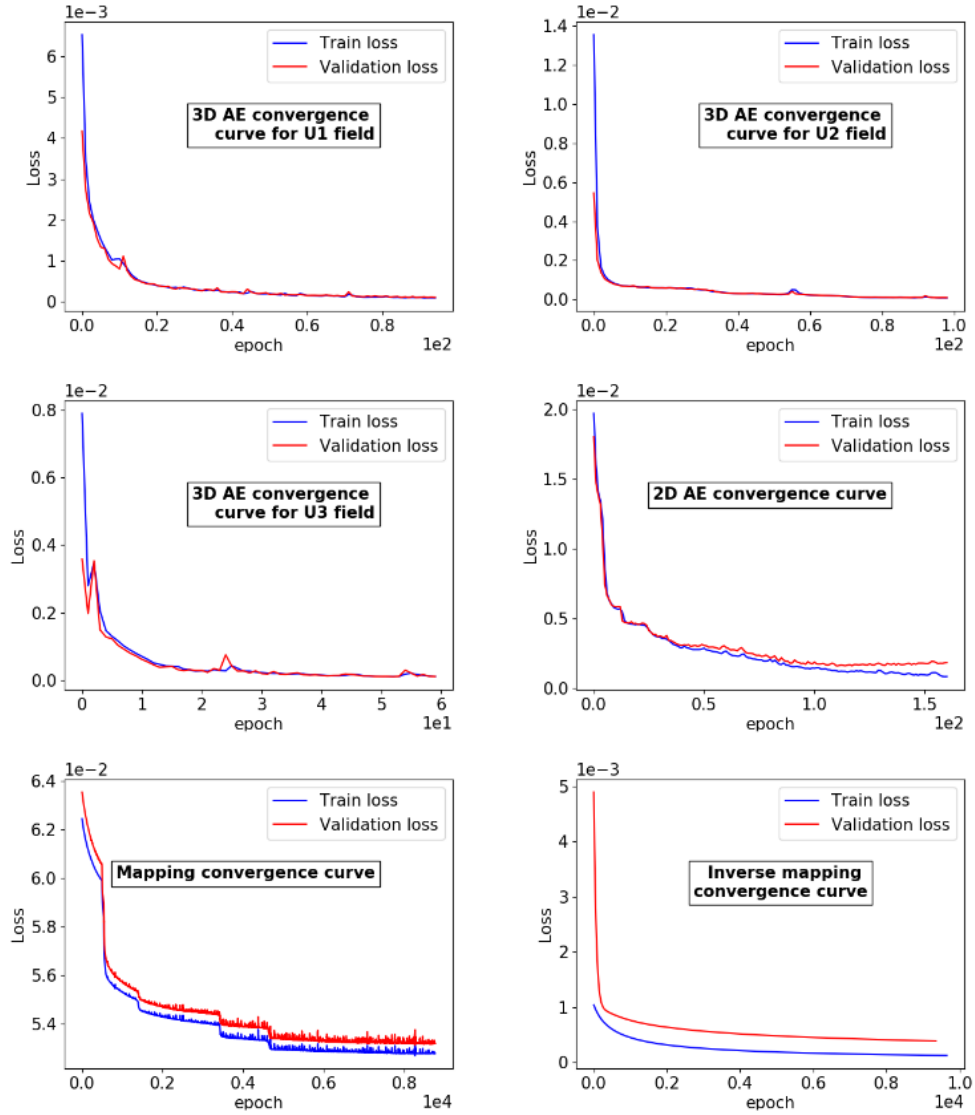 1e−3
6
5
4
3
2
1
0
Loss
Train loss
Validation loss
3D AE convergence
curve for U1 field
0.0
0.2
0.4
0.6
0.8
epoch
1e2
1e−2
1.4
1.2
1.0
0.8
0.6
0.4
0.2
0.0
Loss
Train loss
Validation loss
3D AE convergence
curve for U2 field
0.0
0.2
0.4
0.6
0.8
1.0
epoch
1e2
1e−2
0.8
0.6
0.4
0.2
0.0
Loss
Train loss
Validation loss
3D AE convergence
curve for U3 field
0
1
2
3
4
5
6
epoch
1e1
1e−2
2.0
1.5
1.0
0.5
0.0
Loss
Train loss
Validation loss
2D AE convergence curve
0.0
0.5
1.0
1.5
epoch
1e2
1e−2
6.4
6.2
6.0
5.8
5.6
5.4
Loss
Train loss
Validation loss
Mapping convergence curve
0.0
0.2
0.4
0.6
0.8
epoch
1e4
1e−3
5
4
3
2
1
0
Loss
Train loss
Validation loss
Inverse mapping
convergence curve
0.0
0.2
0.4
0.6
0.8
1.0
epoch
1e4